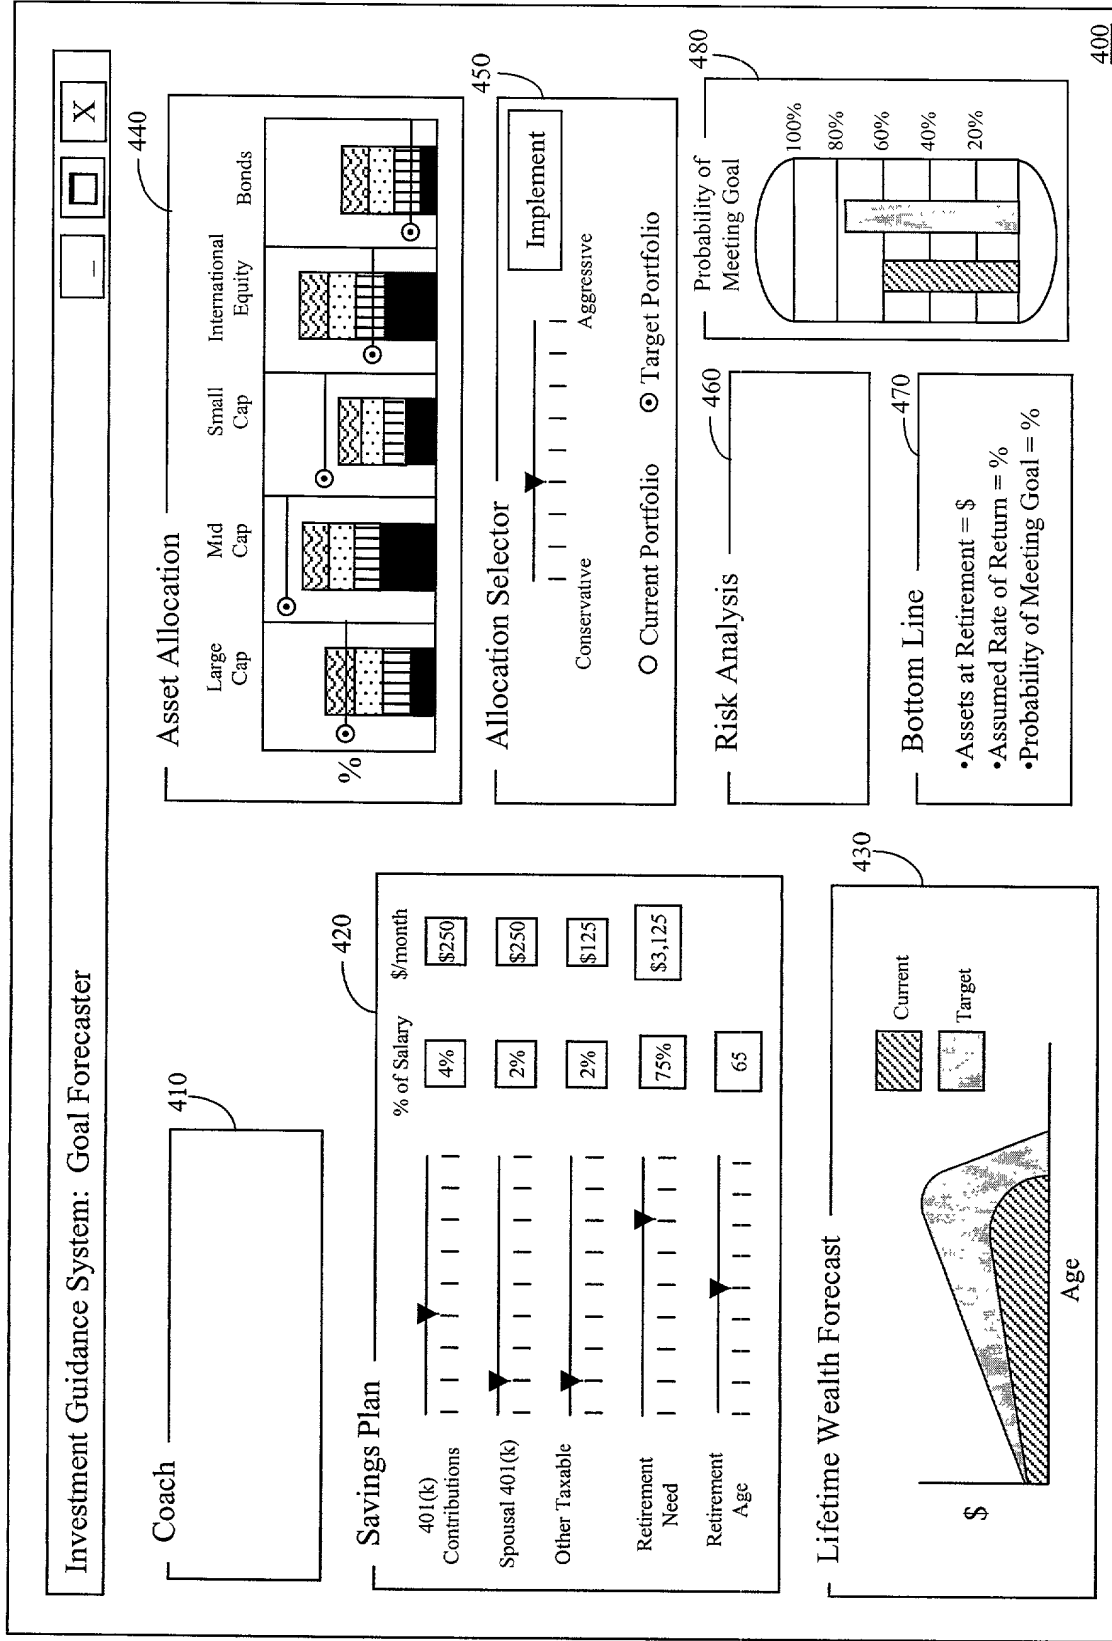 Investment Guidance System: Goal Forecaster
_
X
Coach
410
Savings Plan
420
% of Salary
$/month
401(k)
Contributions
4%
$250
Spousal 401(k)
2%
$250
Other Taxable
2%
$125
Retirement
Need
75%
$3,125
Retirement
Age
65
Lifetime Wealth Forecast
430
$
Age
Current
Target
Asset Allocation
440
%
Large
Cap
Mid
Cap
Small
Cap
International
Equity
Bonds
Allocation Selector
450
Implement
Conservative
Aggressive
Current Portfolio
Target Portfolio
Risk Analysis
460
Bottom Line
470
•Assets at Retirement = $
•Assumed Rate of Return = %
•Probability of Meeting Goal = %
Probability of
Meeting Goal
480
100%
80%
60%
40%
20%
400